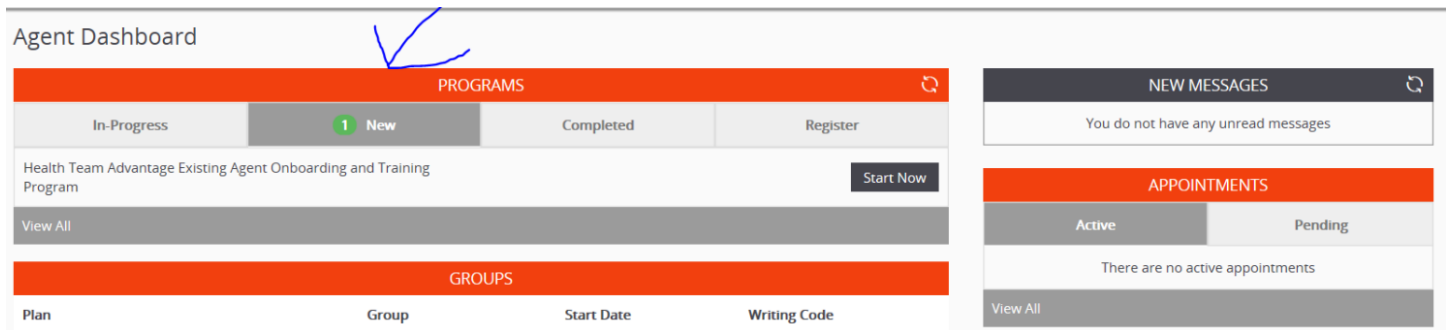 Agent Dashboard
PROGRAMS
In-Progress
1 New
Completed
Register
Health Team Advantage Existing Agent Onboarding and Training
Program
Start Now
View All
GROUPS
Plan
Group
Start Date
Writing Code
NEW MESSAGES
You do not have any unread messages
APPOINTMENTS
Active
Pending
There are no active appointments
View All